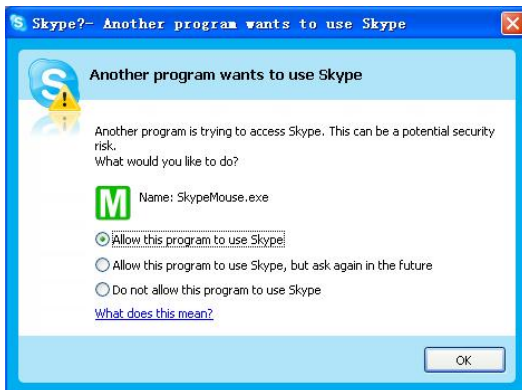 Skype?- Another program wants to use Skype
Another program wants to use Skype
Another program is trying to access Skype. This can be a potential security
risk.
What would you like to do?
Name: SkypeMouse.exe
Allow this program to use Skype
Allow this program to use Skype, but ask again in the future
Do not allow this program to use Skype
What does this mean?
OK